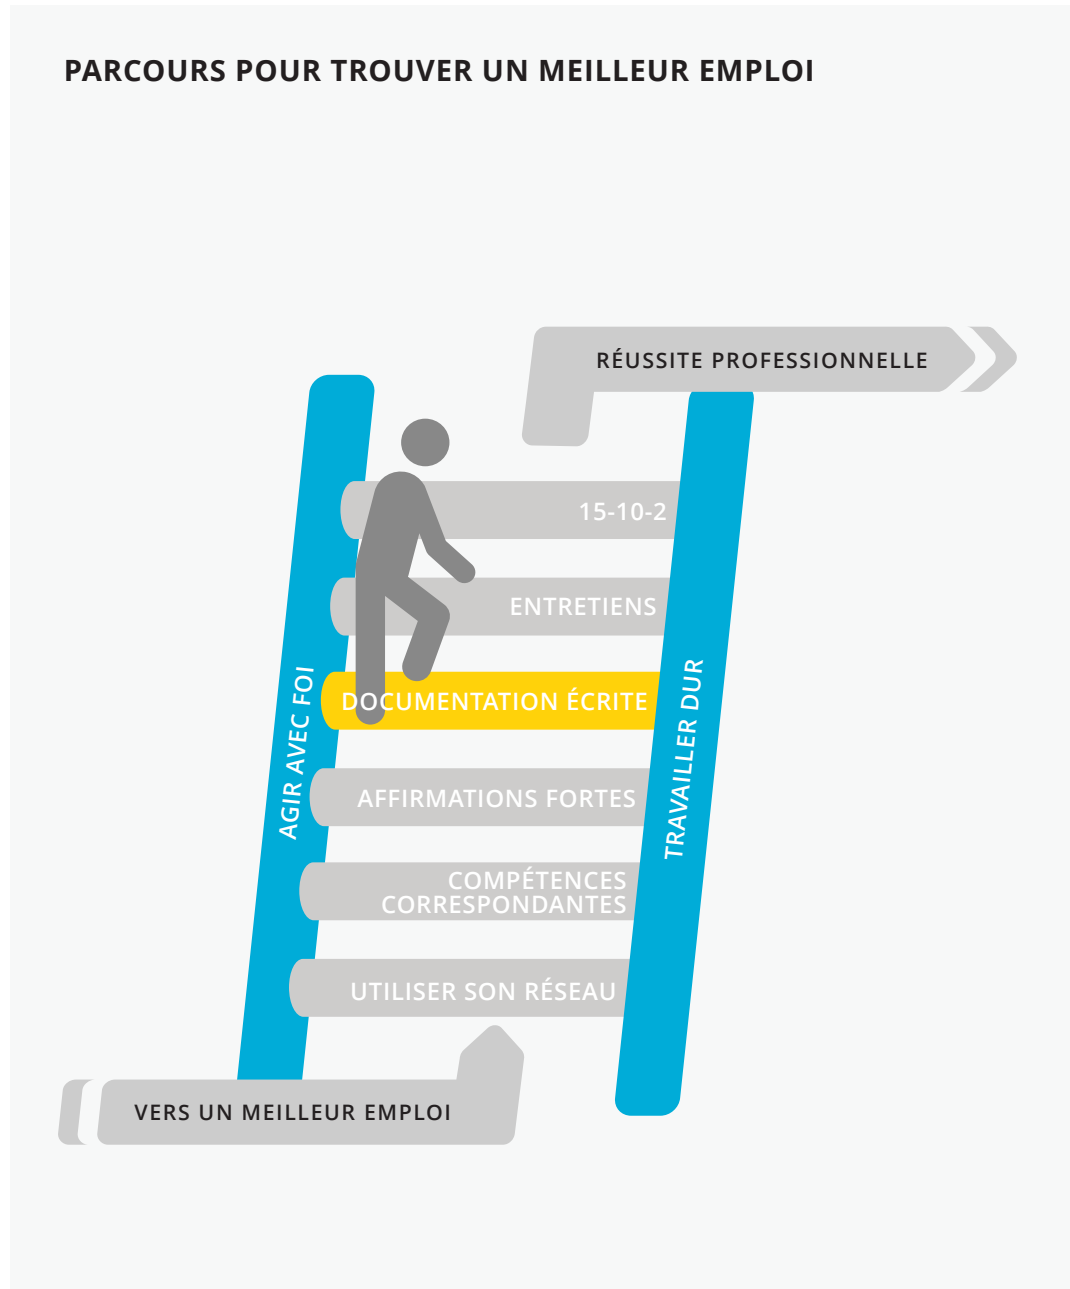 PARCOURS POUR TROUVER UN MEILLEUR EMPLOI
RÉUSSITE PROFESSIONNELLE
15-10-2
ENTRETIENS
DOCUMENTATION ÉCRITE
AFFIRMATIONS FORTES
COMPÉTENCES
CORRESPONDANTES
UTILISER SON RÉSEAU
AGIR AVEC FOI
TRAVAILLER DUR
VERS UN MEILLEUR EMPLOI